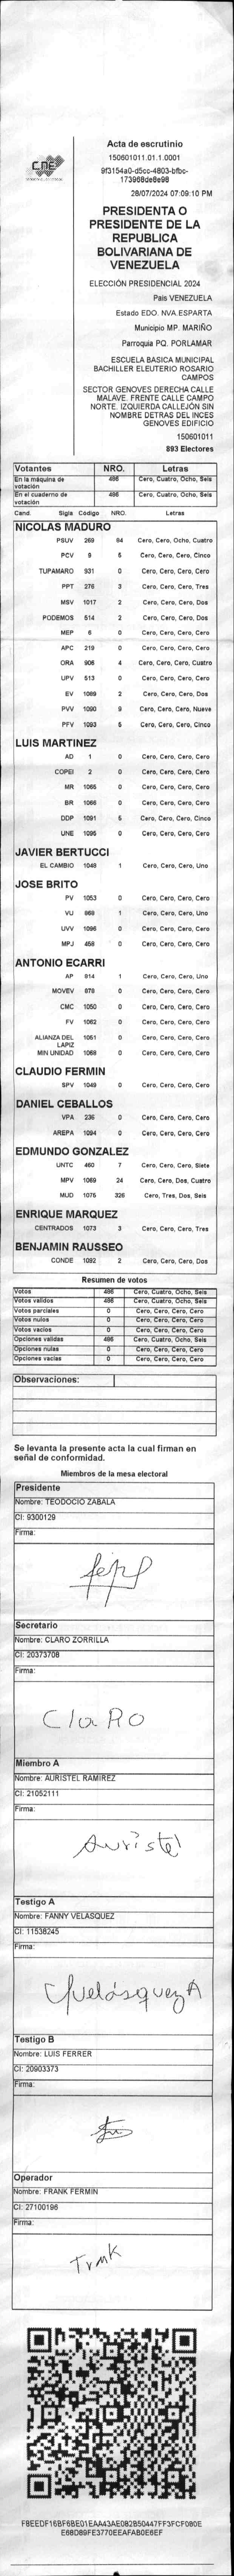 CNE
Acta de escrutinio
150601011.01.1.0001
9f3154a0-d5cc-4803-bfbc-
173968de8e98
28/07/2024 07:09:10 PM
PRESIDENTA O
PRESIDENTE DE LA
REPUBLICA
BOLIVARIANA DE
VENEZUELA
ELECCIÓN PRESIDENCIAL 2024
Pais VENEZUELA
Estado EDO. NVA.ESPARTA
Municipio MP. MARIÑO
Parroquia PQ. PORLAMAR
ESCUELA BASICA MUNICIPAL
BACHILLER ELEUTERIO ROSARIO
CAMPOS
SECTOR GENOVES DERECHA CALLE
MALAVE. FRENTE CALLE CAMPO
NORTE. IZQUIERDA CALLEJÓN SIN
NOMBRE DETRAS DEL INCES
GENOVES EDIFICIO
150601011
893 Electores
Votantes NRO. Letras
En la máquina de votación 486 Cero, Cuatro, Ocho, Seis
En el cuaderno de votación 486 Cero, Cuatro, Ocho, Seis
Cand. Sigla Código NRO. Letras
NICOLAS MADURO
PSUV 269 84 Cero, Cero, Ocho, Cuatro
PCV 9 5 Cero, Cero, Cero, Cinco
TUPAMARO 931 0 Cero, Cero, Cero, Cero
PPT 276 3 Cero, Cero, Cero, Tres
MSV 1017 2 Cero, Cero, Cero, Dos
PODEMOS 514 2 Cero, Cero, Cero, Dos
MEP 6 0 Cero, Cero, Cero, Cero
APC 219 0 Cero, Cero, Cero, Cero
ORA 906 4 Cero, Cero, Cero, Cuatro
UPV 513 0 Cero, Cero, Cero, Cero
EV 1089 2 Cero, Cero, Cero, Dos
PVV 1090 9 Cero, Cero, Cero, Nueve
PFV 1093 5 Cero, Cero, Cero, Cinco
LUIS MARTINEZ
AD 1 0 Cero, Cero, Cero, Cero
COPEI 2 0 Cero, Cero, Cero, Cero
MR 1065 0 Cero, Cero, Cero, Cero
BR 1066 0 Cero, Cero, Cero, Cero
DDP 1091 5 Cero, Cero, Cero, Cinco
UNE 1095 0 Cero, Cero, Cero, Cero
JAVIER BERTUCCI
EL CAMBIO 1048 1 Cero, Cero, Cero, Uno
JOSE BRITO
PV 1053 0 Cero, Cero, Cero, Cero
VU 869 1 Cero, Cero, Cero, Uno
UVV 1096 0 Cero, Cero, Cero, Cero
MPJ 458 0 Cero, Cero, Cero, Cero
ANTONIO ECARRI
AP 914 1 Cero, Cero, Cero, Uno
MOVEV 878 0 Cero, Cero, Cero, Cero
CMC 1050 0 Cero, Cero, Cero, Cero
FV 1062 0 Cero, Cero, Cero, Cero
ALIANZA DEL LAPIZ 1051 0 Cero, Cero, Cero, Cero
MIN UNIDAD 1068 0 Cero, Cero, Cero, Cero
CLAUDIO FERMIN
SPV 1049 0 Cero, Cero, Cero, Cero
DANIEL CEBALLOS
VPA 236 0 Cero, Cero, Cero, Cero
AREPA 1094 0 Cero, Cero, Cero, Cero
EDMUNDO GONZALEZ
UNTC 460 7 Cero, Cero, Cero, Siete
MPV 1069 24 Cero, Cero, Dos, Cuatro
MUD 1076 326 Cero, Tres, Dos, Seis
ENRIQUE MARQUEZ
CENTRADOS 1073 3 Cero, Cero, Cero, Tres
BENJAMIN RAUSSEO
CONDE 1092 2 Cero, Cero, Cero, Dos
Resumen de votos
Votos 486 Cero, Cuatro, Ocho, Seis
Votos validos 486 Cero, Cuatro, Ocho, Seis
Votos parciales 0 Cero, Cero, Cero, Cero
Votos nulos 0 Cero, Cero, Cero, Cero
Votos vacios 0 Cero, Cero, Cero, Cero
Opciones validas 486 Cero, Cuatro, Ocho, Seis
Opciones nulas 0 Cero, Cero, Cero, Cero
Opciones vacias 0 Cero, Cero, Cero, Cero
Observaciones:
Se levanta la presente acta la cual firman en
señal de conformidad.
Miembros de la mesa electoral
Presidente
Nombre: TEODOCIO ZABALA
CI: 9300129
Firma:
Secretario
Nombre: CLARO ZORRILLA
CI: 20373708
Firma:
ClaRO
Miembro A
Nombre: AURISTEL RAMIREZ
CI: 21052111
Firma:
Auristel
Testigo A
Nombre: FANNY VELASQUEZ
CI: 11538245
Firma:
Testigo B
Nombre: LUIS FERRER
CI: 20903373
Firma:
Operador
Nombre: FRANK FERMIN
CI: 27100196
Firma:
F8EEDF16BF6BE01EAA43AE082B50447FF3FCF080E
E68D89FE3770EEAFAB0E6EF